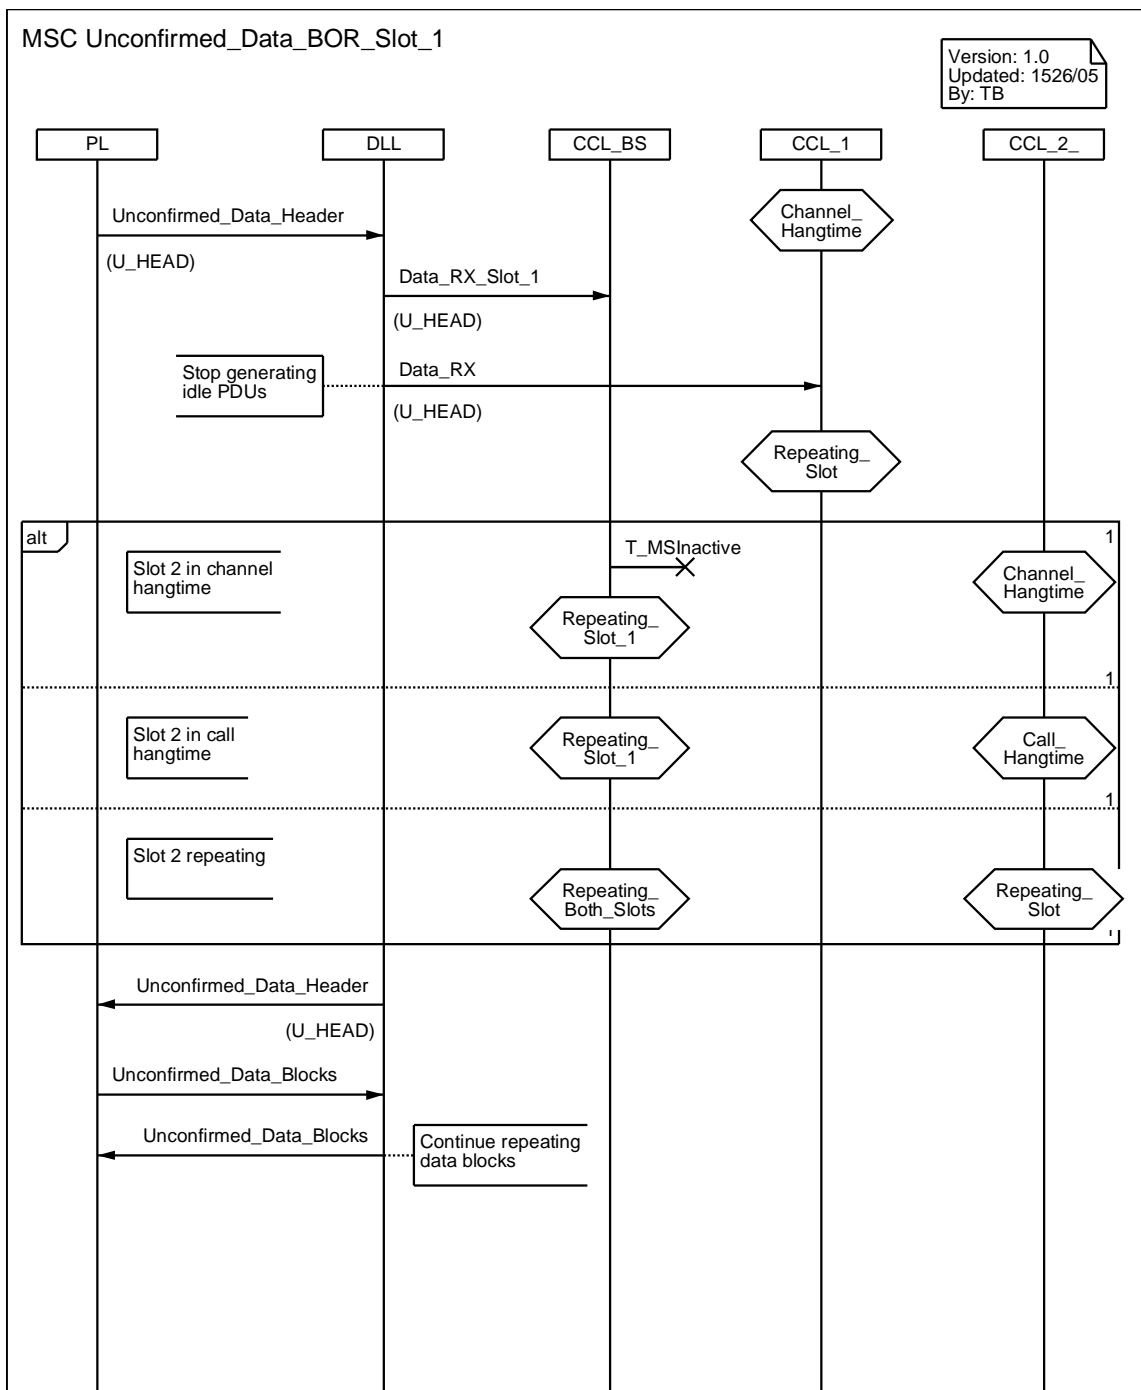 MSC Unconfirmed_Data_BOR_Slot_1
Version: 1.0
Updated: 1526/05
By: TB
PL
DLL
CCL_BS
CCL_1
CCL_2_
Channel_
Hangtime
Unconfirmed_Data_Header
(U_HEAD)
Data_RX_Slot_1
(U_HEAD)
Stop generating
idle PDUs
Data_RX
(U_HEAD)
Repeating_
Slot
alt
1
Slot 2 in channel
hangtime
T_MSInactive
Channel_
Hangtime
Repeating_
Slot_1
1
Slot 2 in call
hangtime
Repeating_
Slot_1
Call_
Hangtime
1
Slot 2 repeating
Repeating_
Both_Slots
Repeating_
Slot
Unconfirmed_Data_Header
(U_HEAD)
Unconfirmed_Data_Blocks
Unconfirmed_Data_Blocks
Continue repeating
data blocks